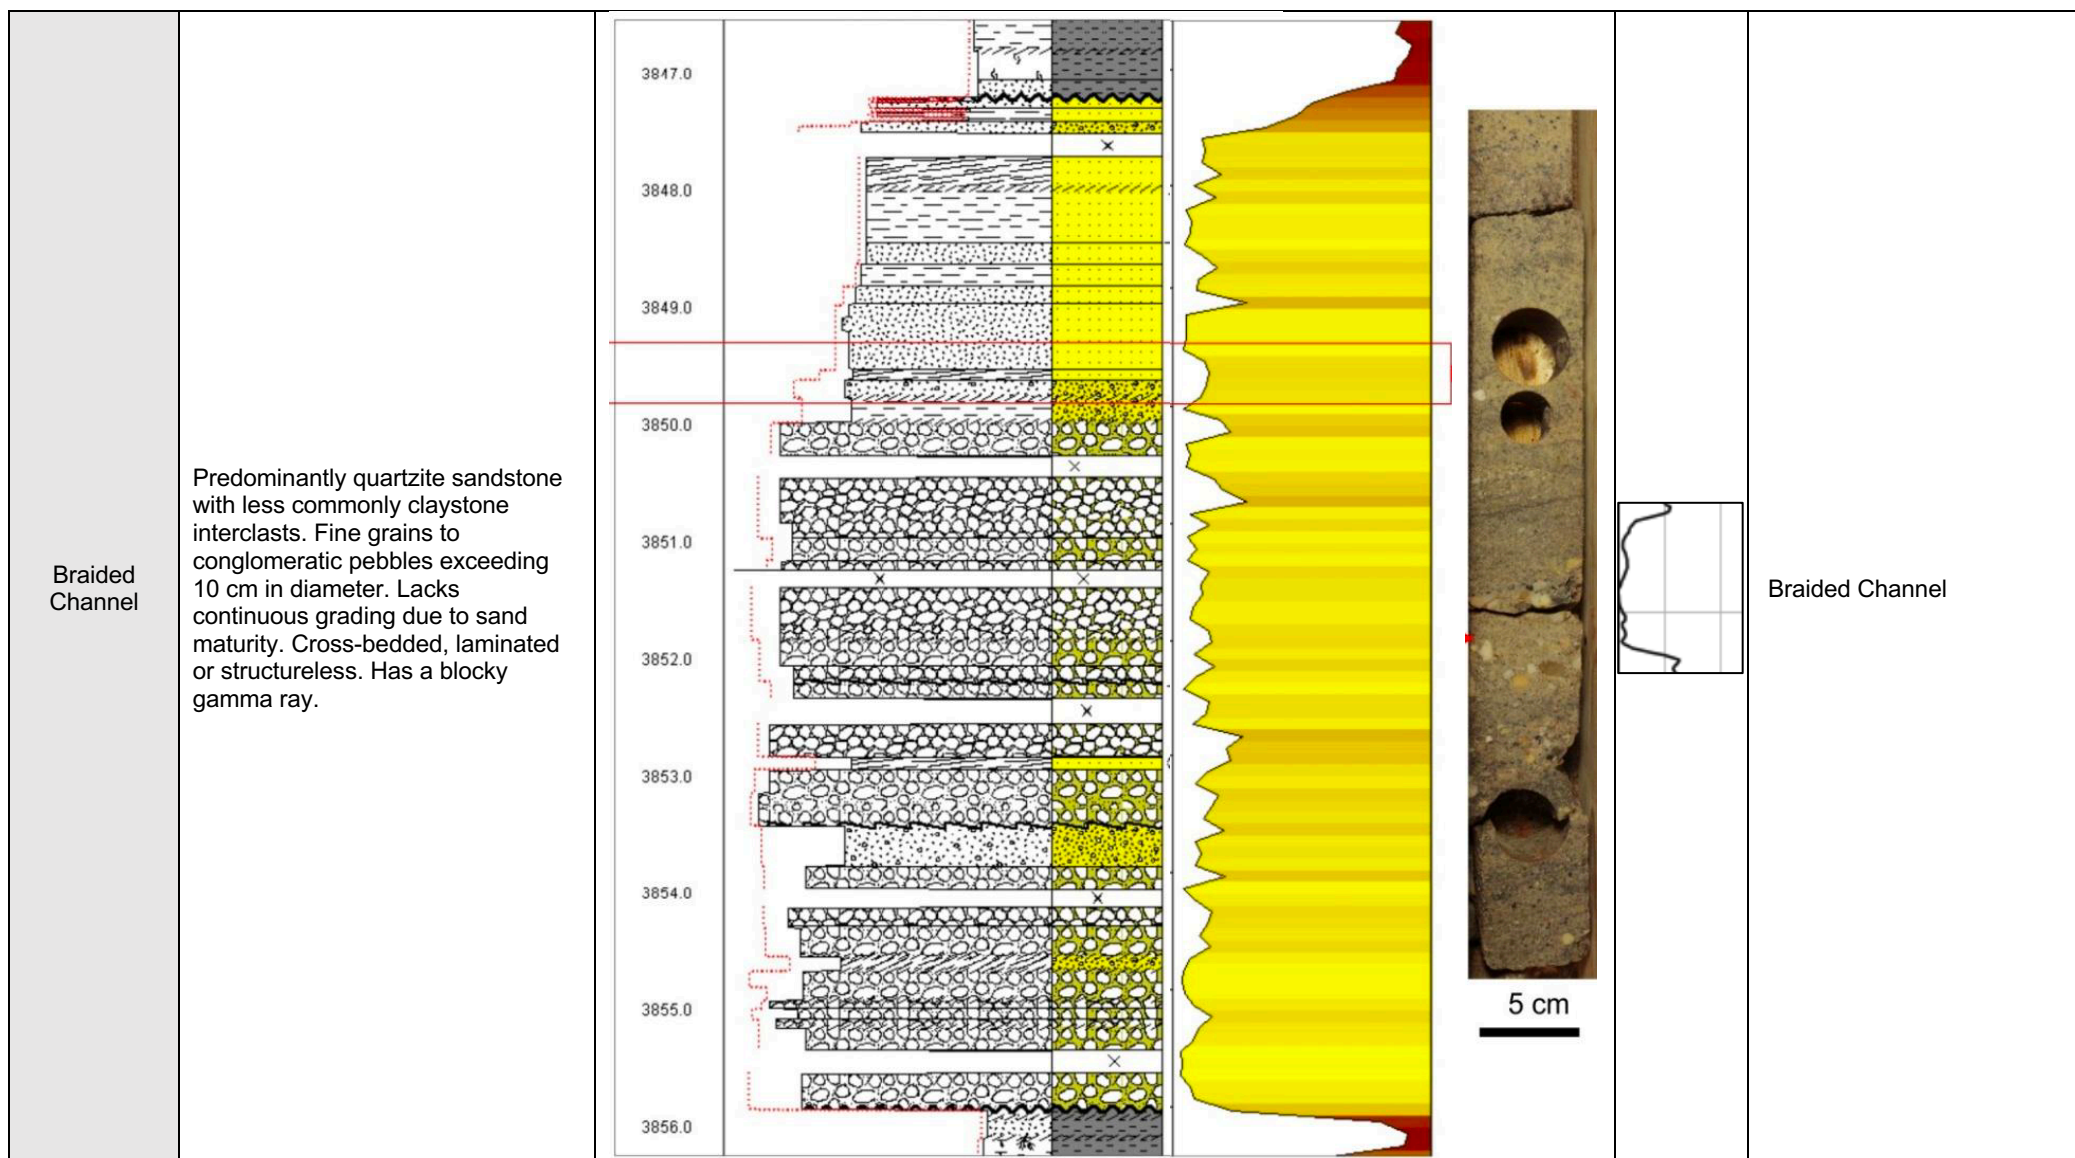 Braided
Channel
Predominantly quartzite sandstone
with less commonly claystone
interclasts. Fine grains to
conglomeratic pebbles exceeding
10 cm in diameter. Lacks
continuous grading due to sand
maturity. Cross-bedded, laminated
or structureless. Has a blocky
gamma ray.
3847.0
3848.0
3849.0
3850.0
3851.0
3852.0
3853.0
3854.0
3855.0
3856.0
5 cm
Braided Channel